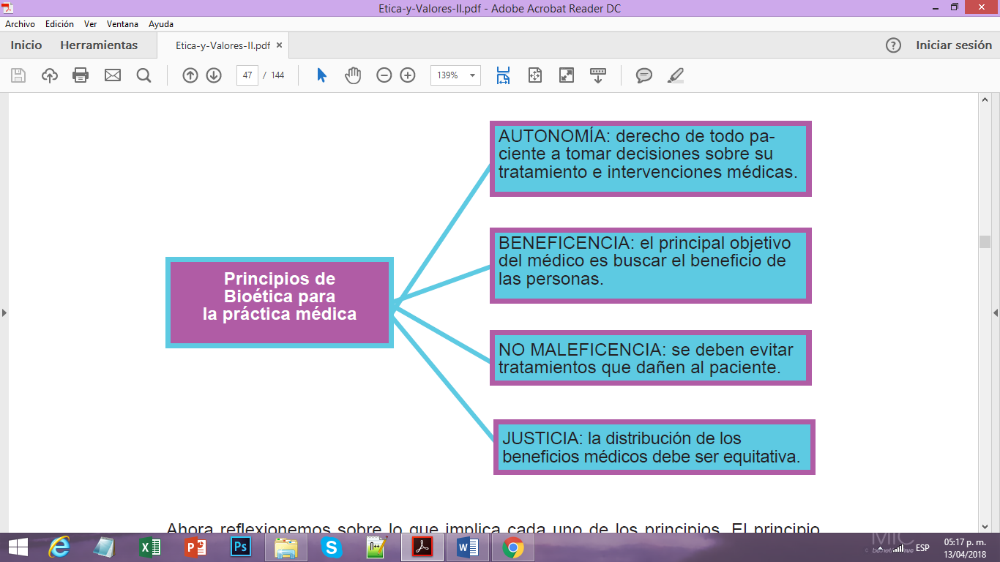 Etica-y-Valores-II.pdf - Adobe Acrobat Reader DC
Archivo Edición Ver Ventana Ayuda
Inicio Herramientas Etica-y-Valores-II.pdf × Iniciar sesión
47 / 144 139%
AUTONOMÍA: derecho de todo pa-
ciente a tomar decisiones sobre su
tratamiento e intervenciones médicas.
BENEFICENCIA: el principal objetivo
del médico es buscar el beneficio de
las personas.
Principios de
Bioética para
la práctica médica
NO MALEFICENCIA: se deben evitar
tratamientos que dañen al paciente.
JUSTICIA: la distribución de los
beneficios médicos debe ser equitativa.
Ahora reflexionemos sobre lo que implica cada uno de los principios. El principio
ESP
05:17 p. m.
13/04/2018